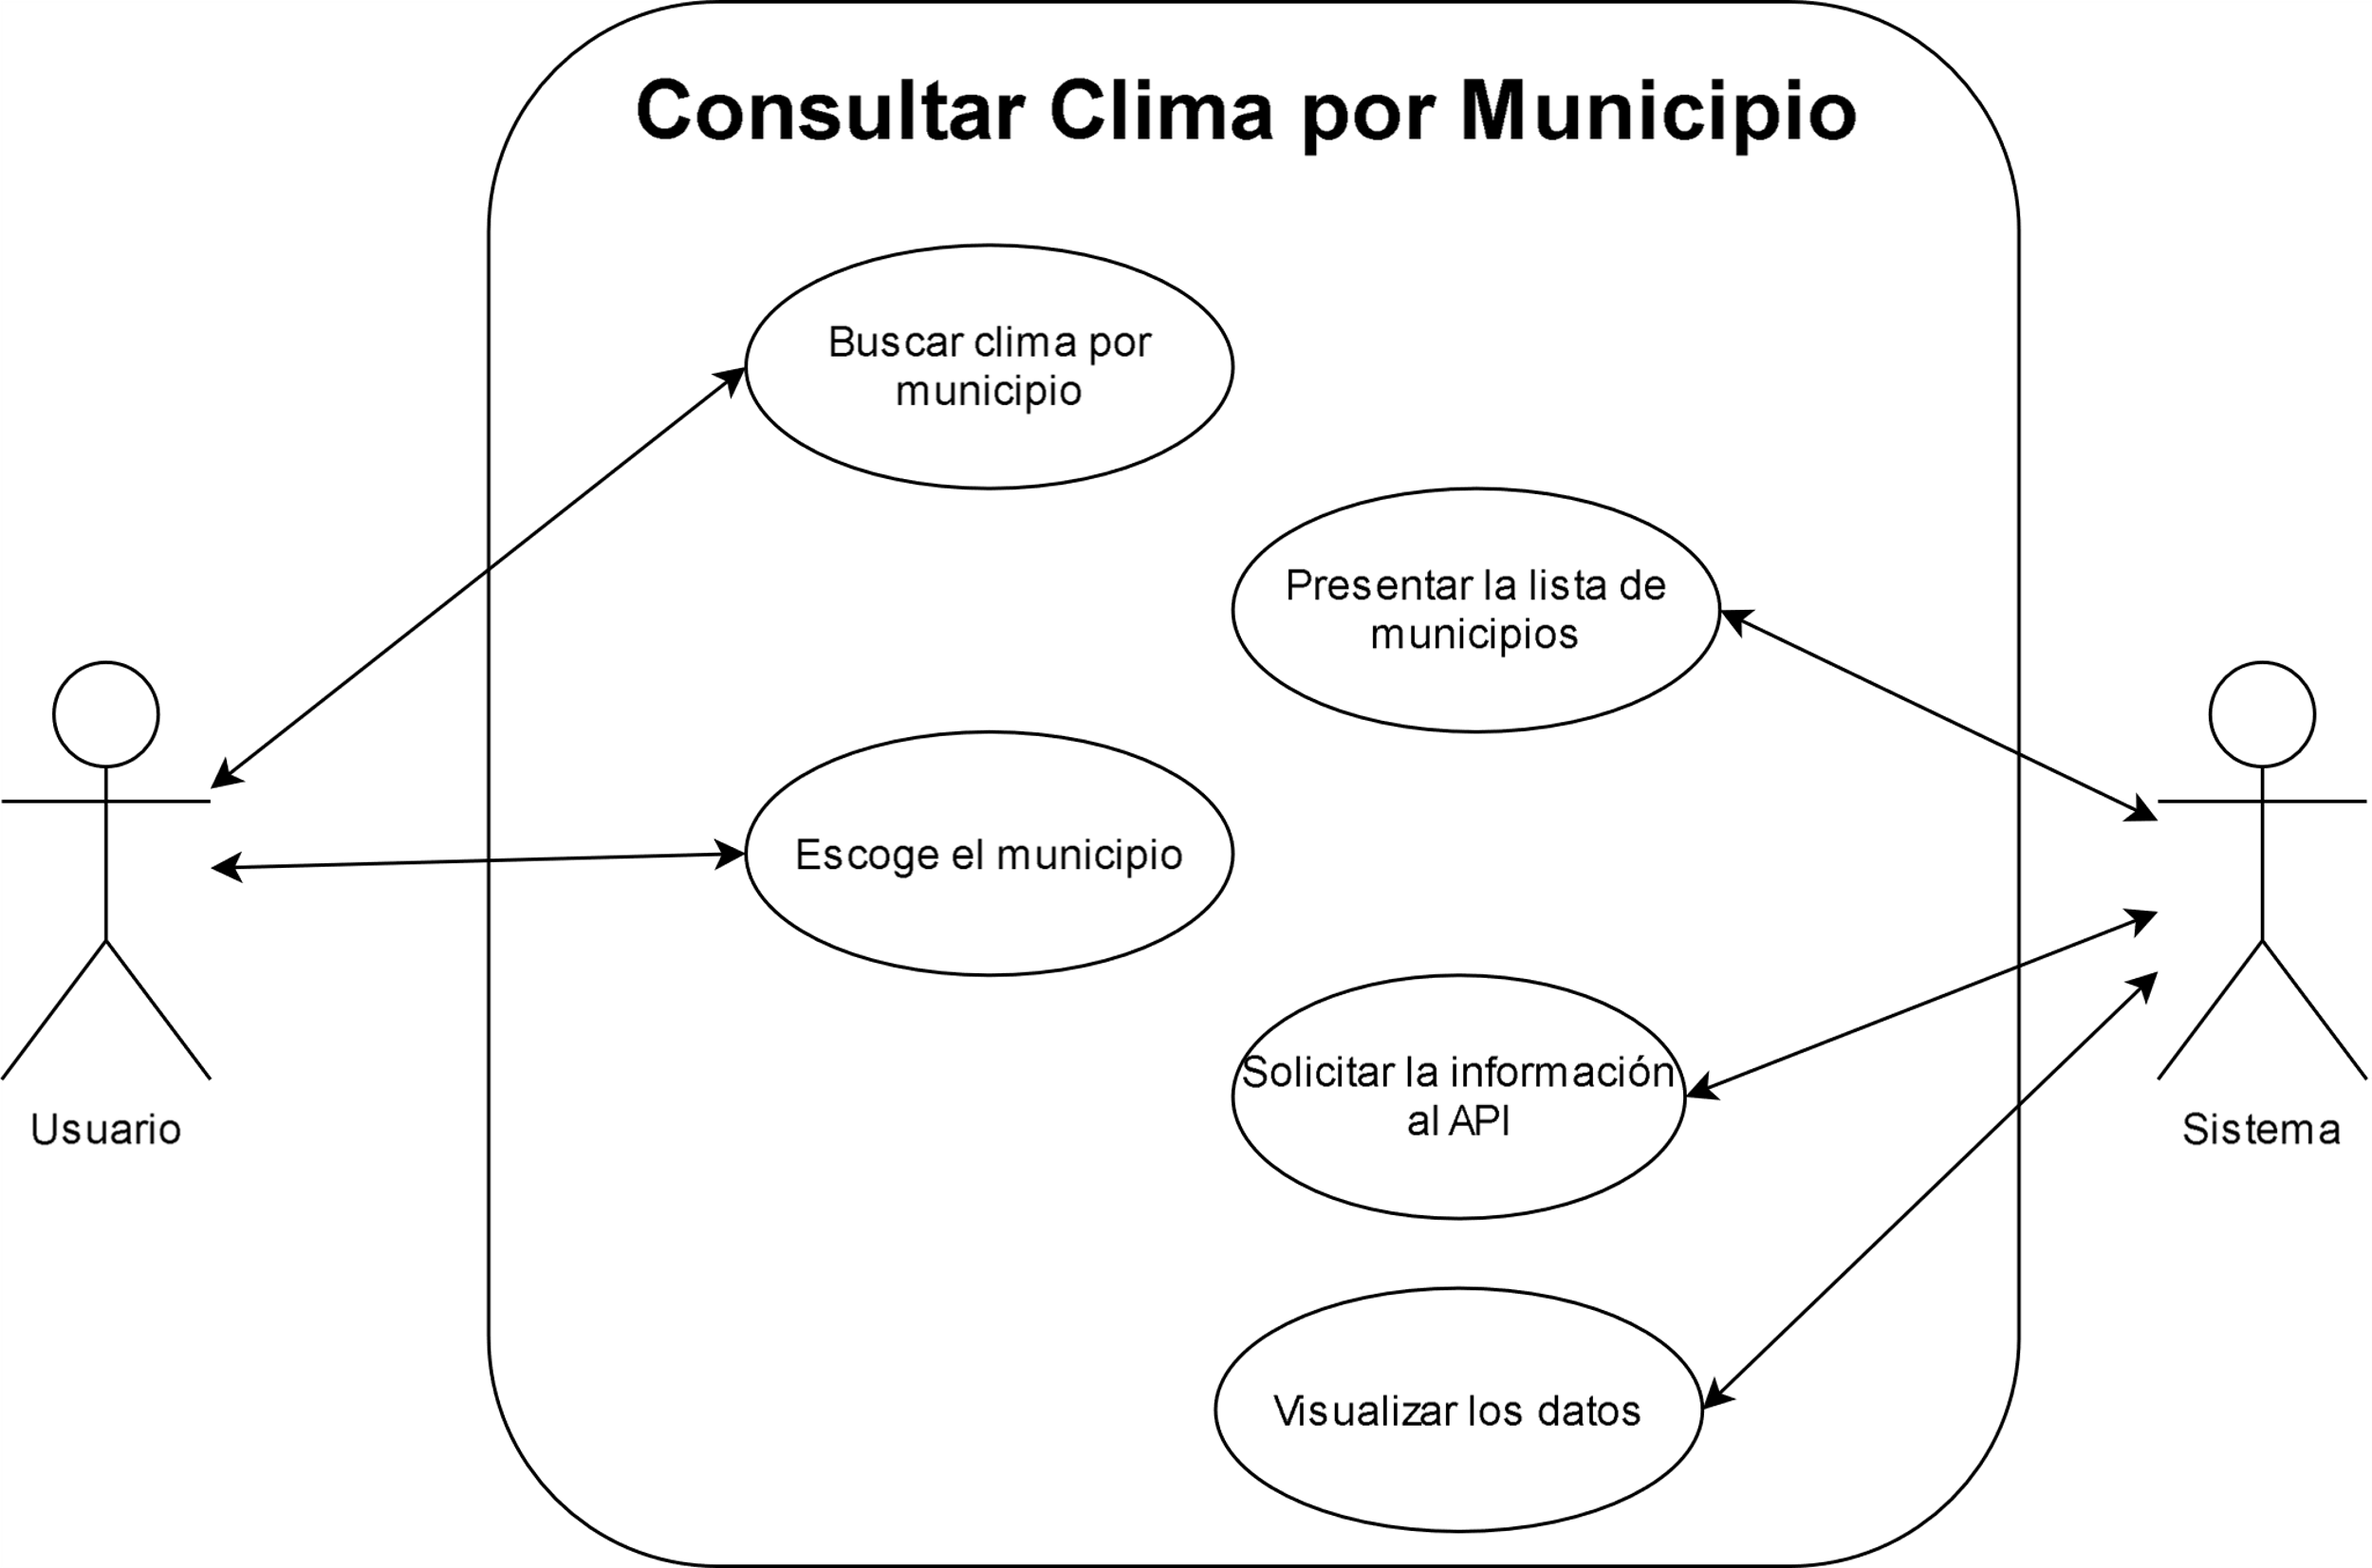 Consultar Clima por Municipio
Buscar clima por
municipio
Presentar la lista de
municipios
Escoge el municipio
Solicitar la información
al API
Usuario
Sistema
Visualizar los datos